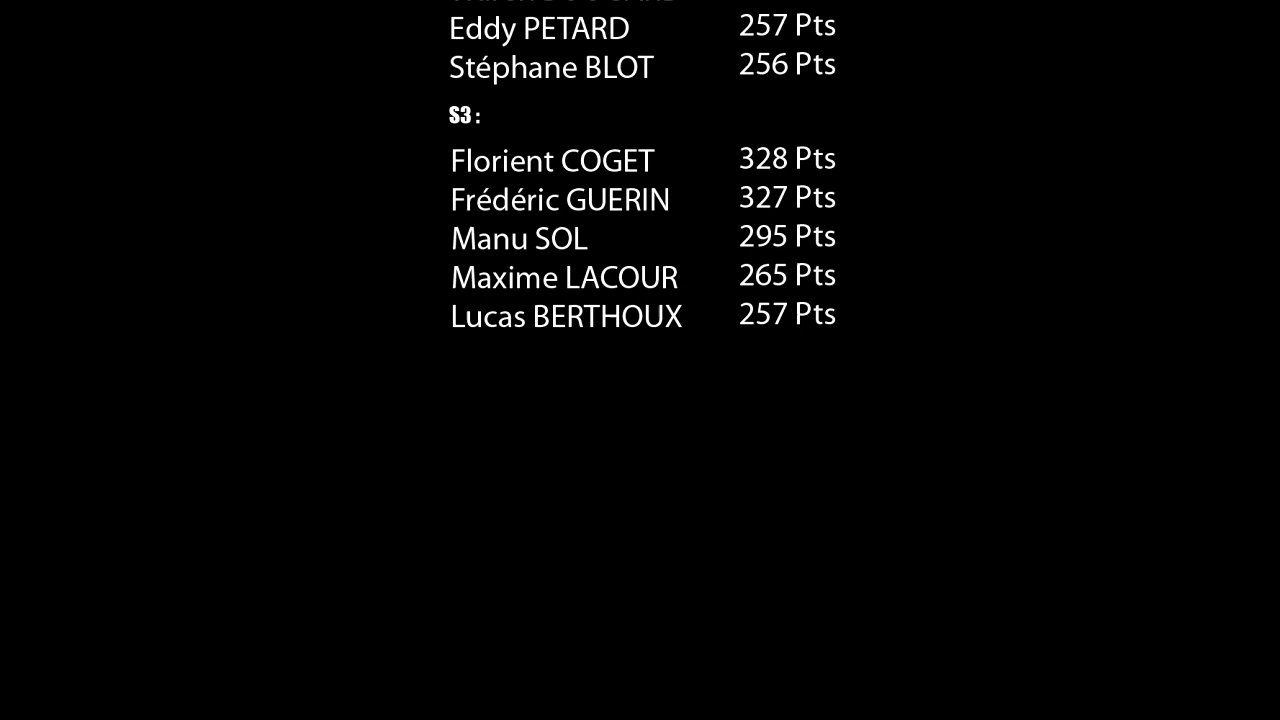 Eddy PETARD 257 Pts
Stéphane BLOT 256 Pts
S3 :
Florient COGET 328 Pts
Frédéric GUERIN 327 Pts
Manu SOL 295 Pts
Maxime LACOUR 265 Pts
Lucas BERTHOUX 257 Pts